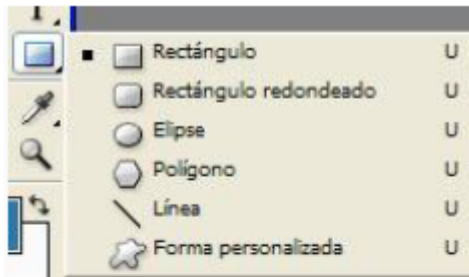 Rectángulo U
Rectángulo redondeado U
Elipse U
Polígono U
Línea U
Forma personalizada U